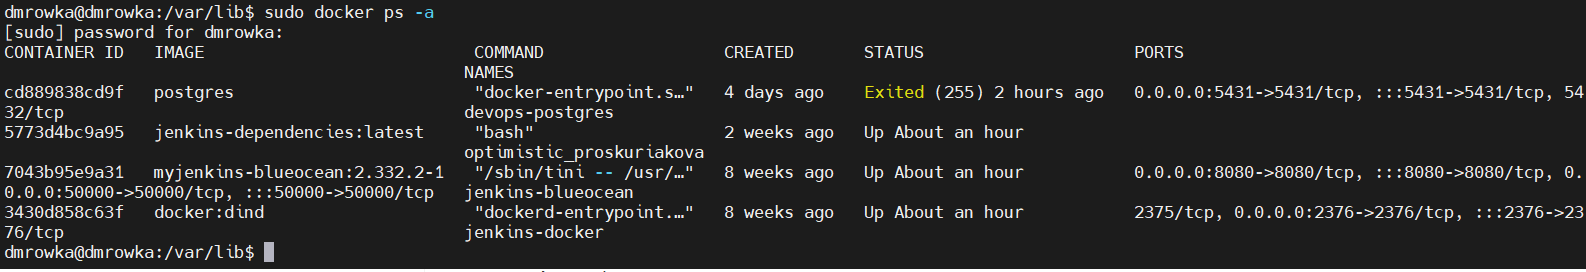 dmrowka@dmrowka:/var/lib$ sudo docker ps -a
[sudo] password for dmrowka:
CONTAINER ID   IMAGE                           COMMAND                  CREATED       STATUS                     PORTS
                                              NAMES
cd889838cd9f   postgres                        "docker-entrypoint.s…"   4 days ago    Exited (255) 2 hours ago   0.0.0.0:5431->5431/tcp, :::5431->5431/tcp, 54
32/tcp                                        devops-postgres
5773d4bc9a95   jenkins-dependencies:latest     "bash"                   2 weeks ago   Up About an hour
                                              optimistic_proskuriakova
7043b95e9a31   myjenkins-blueocean:2.332.2-1   "/sbin/tini -- /usr/…"   8 weeks ago   Up About an hour           0.0.0.0:8080->8080/tcp, :::8080->8080/tcp, 0.
0.0.0:50000->50000/tcp, :::50000->50000/tcp   jenkins-blueocean
3430d858c63f   docker:dind                     "dockerd-entrypoint.…"   8 weeks ago   Up About an hour           2375/tcp, 0.0.0.0:2376->2376/tcp, :::2376->23
76/tcp                                        jenkins-docker
dmrowka@dmrowka:/var/lib$